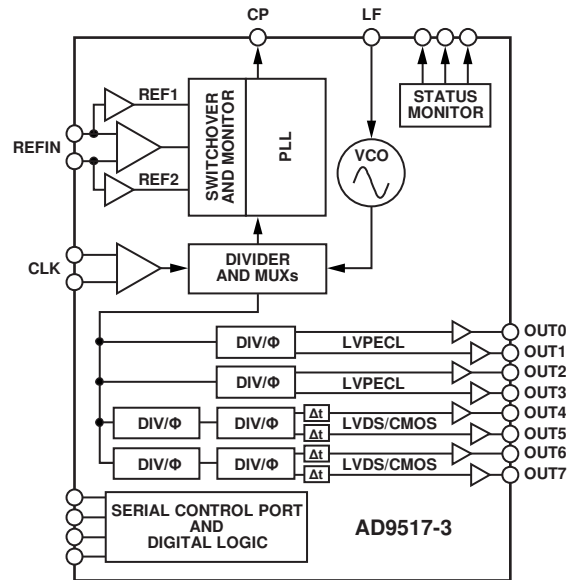 CP
LF
REF1
REFIN
REF2
SWITCHOVER
AND MONITOR
PLL
VCO
STATUS
MONITOR
CLK
DIVIDER
AND MUXs
DIV/Φ
LVPECL
OUT0
OUT1
DIV/Φ
LVPECL
OUT2
OUT3
DIV/Φ
DIV/Φ
Δt
Δt
LVDS/CMOS
OUT4
OUT5
DIV/Φ
DIV/Φ
Δt
Δt
LVDS/CMOS
OUT6
OUT7
SERIAL CONTROL PORT
AND
DIGITAL LOGIC
AD9517-3